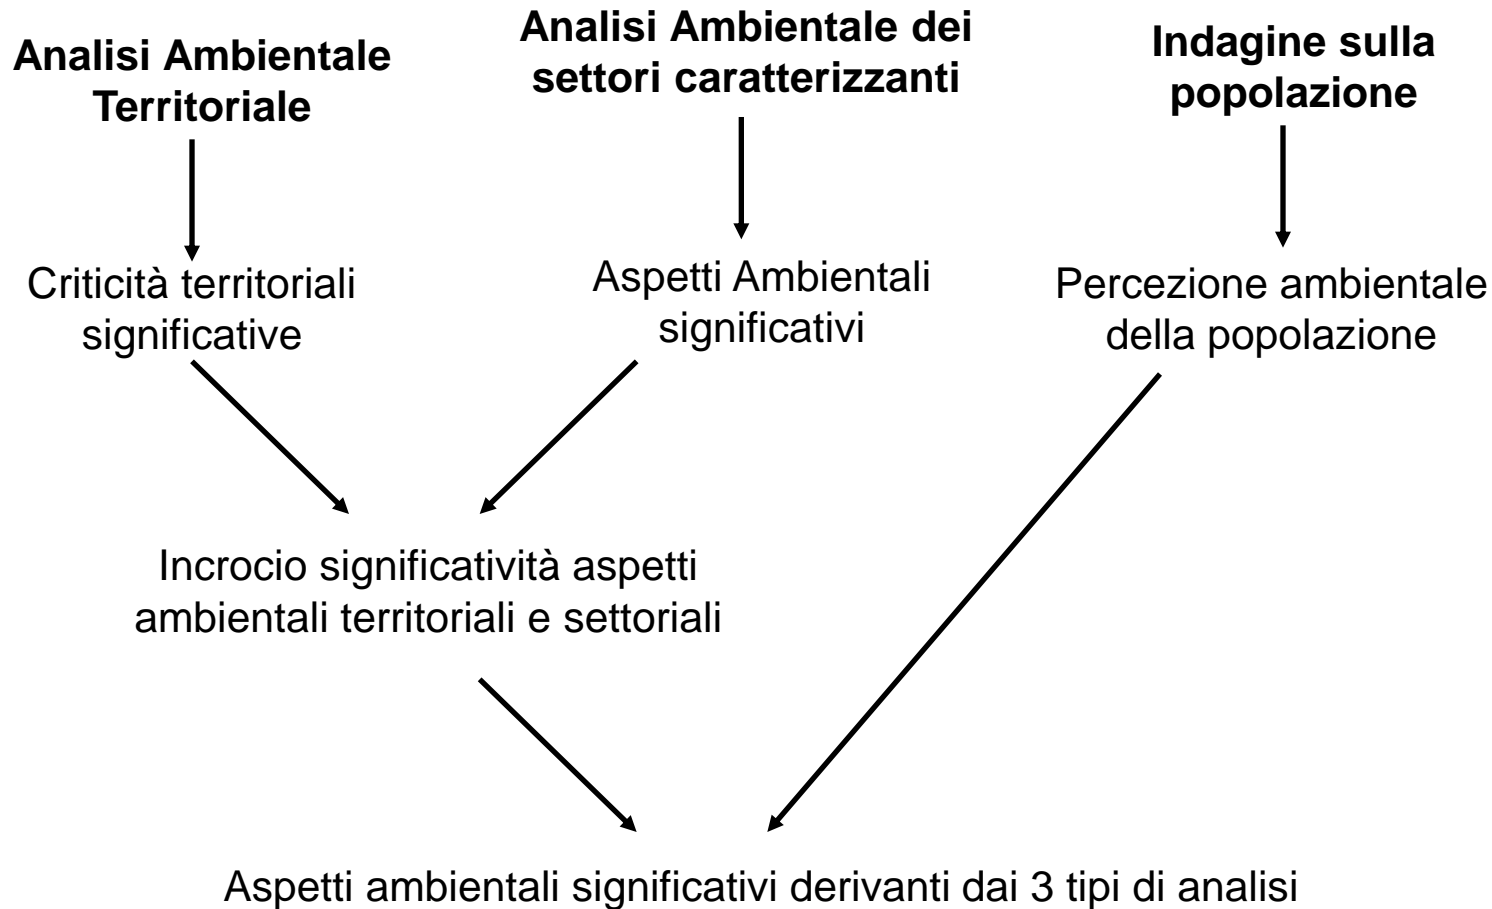 Analisi Ambientale
Territoriale
Analisi Ambientale dei
settori caratterizzanti
Indagine sulla
popolazione
Criticità territoriali
significative
Aspetti Ambientali
significativi
Percezione ambientale
della popolazione
Incrocio significatività aspetti
ambientali territoriali e settoriali
Aspetti ambientali significativi derivanti dai 3 tipi di analisi